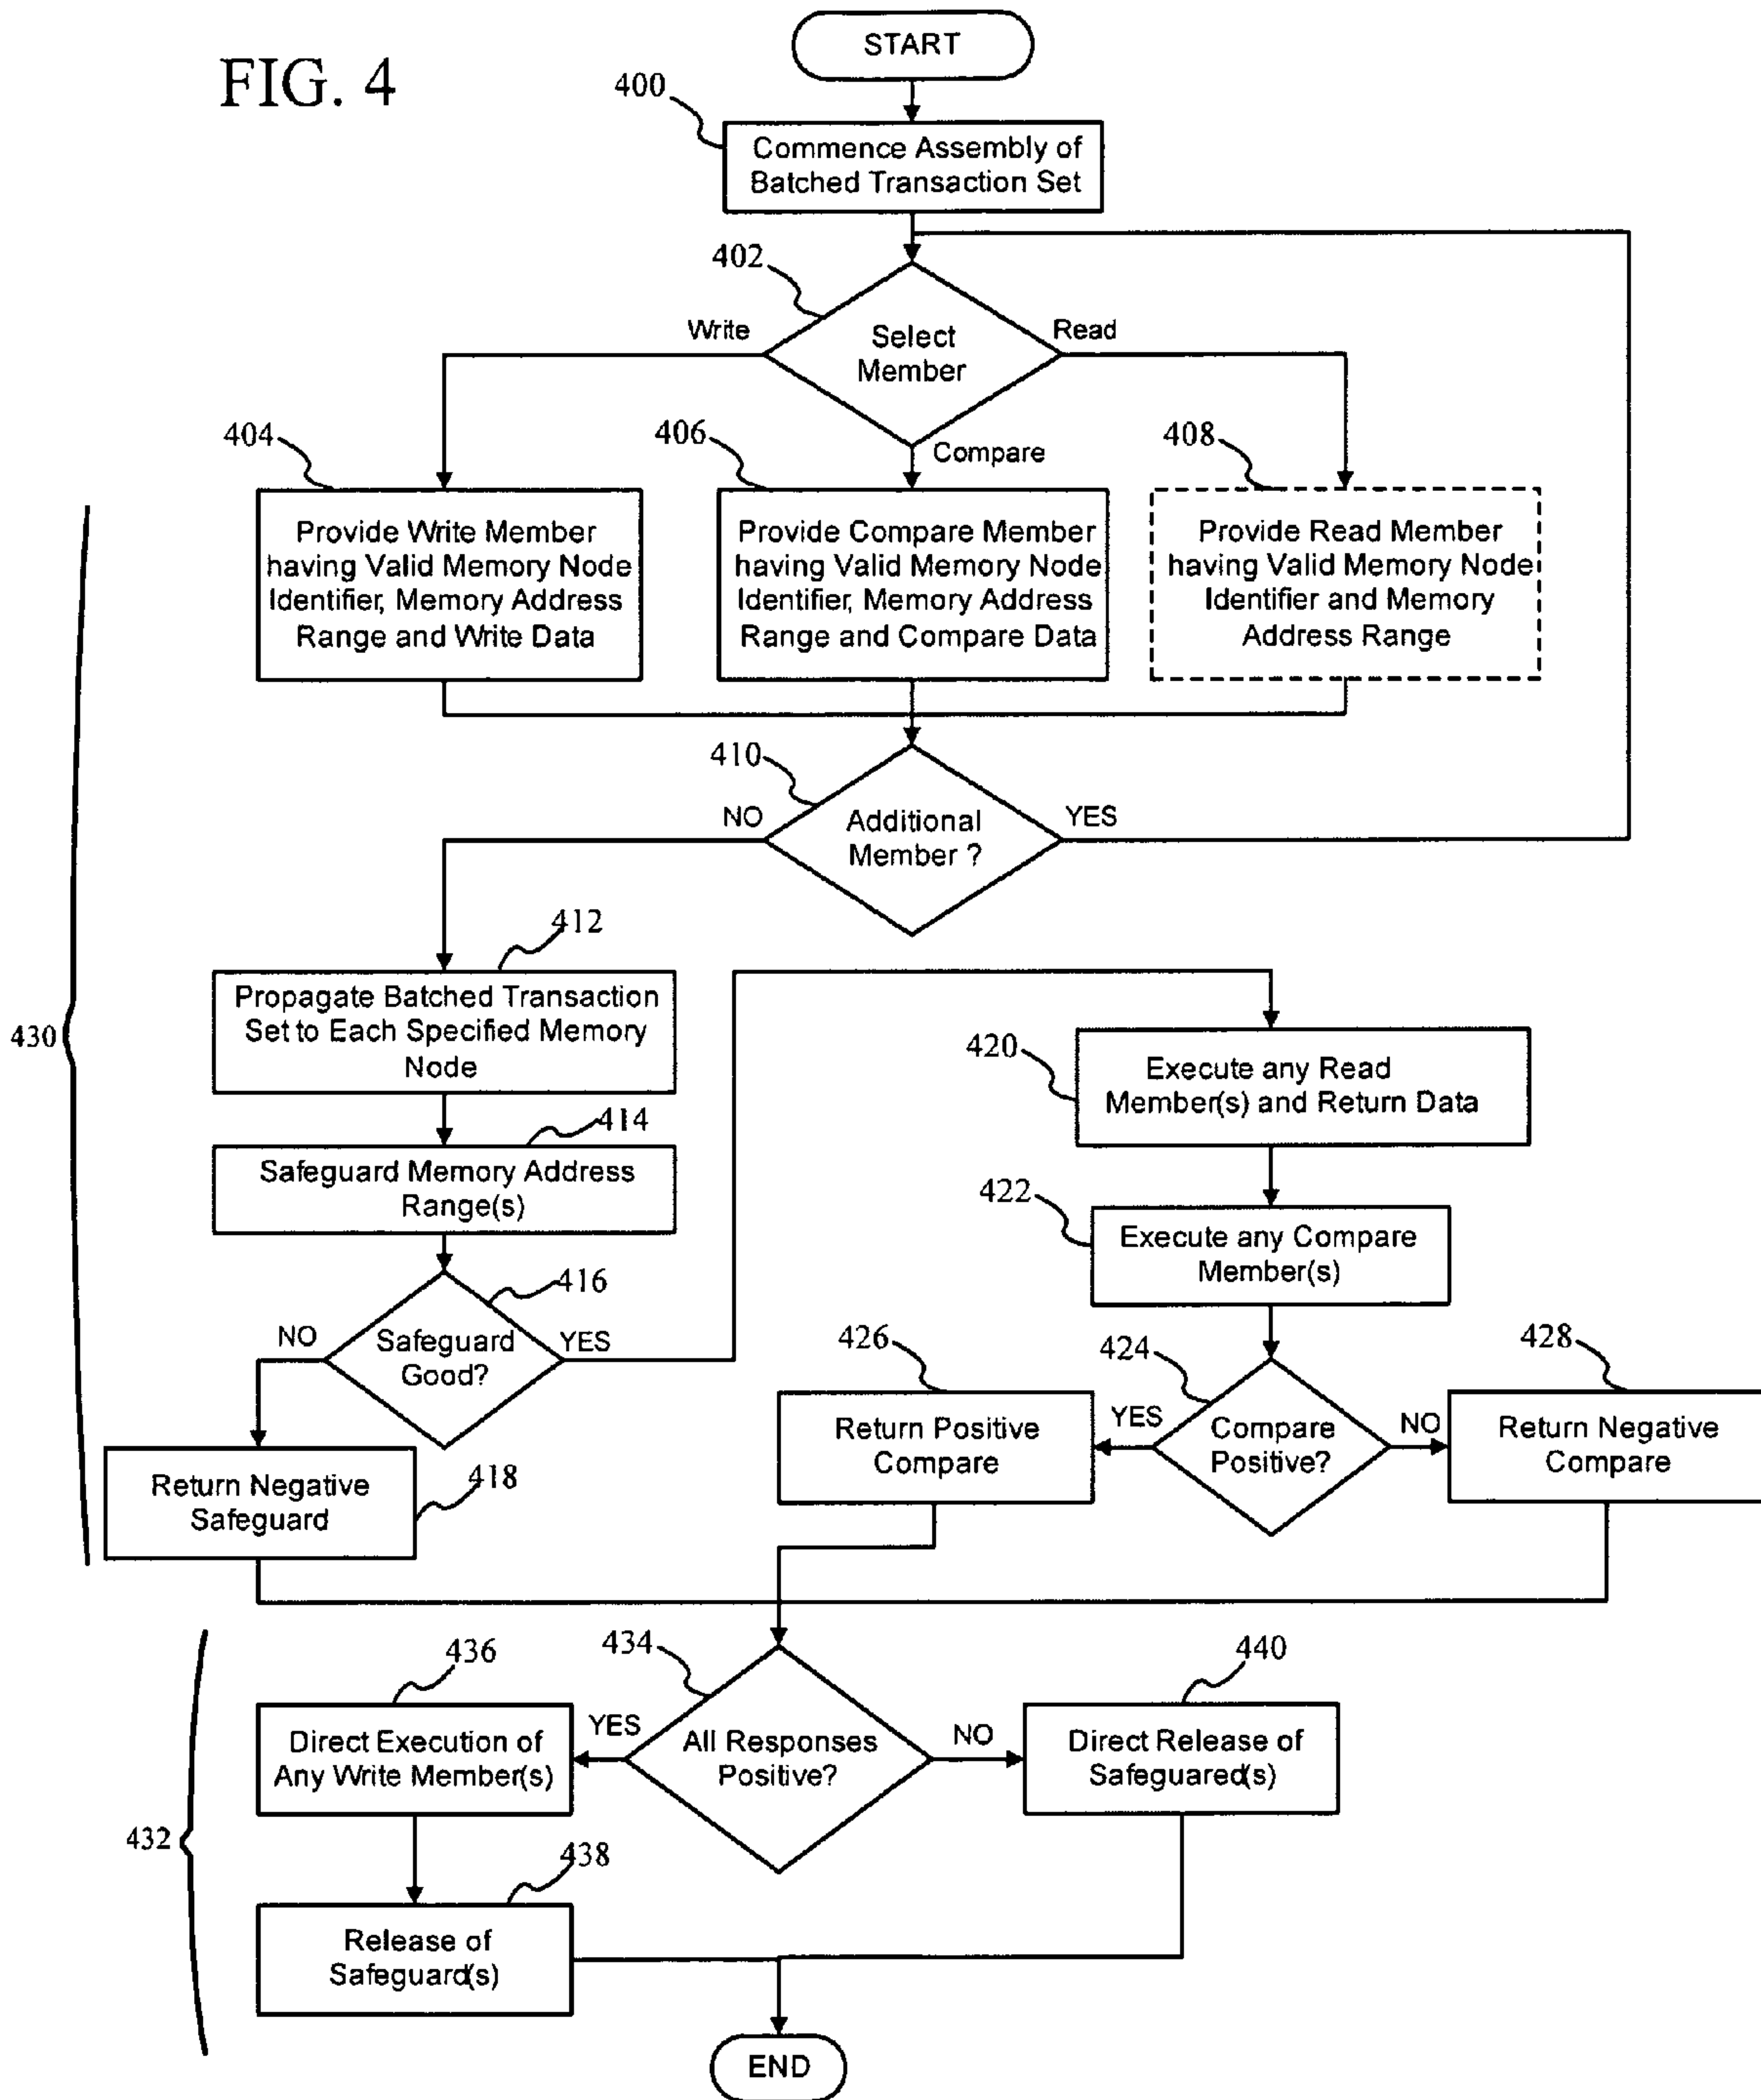 FIG. 4
START
400
Commence Assembly of
Batched Transaction Set
402
Write
Select
Member
Read
Compare
404
Provide Write Member
having Valid Memory Node
Identifier, Memory Address
Range and Write Data
406
Provide Compare Member
having Valid Memory Node
Identifier, Memory Address
Range and Compare Data
408
Provide Read Member
having Valid Memory Node
Identifier and Memory
Address Range
410
NO
Additional
Member ?
YES
412
Propagate Batched Transaction
Set to Each Specified Memory
Node
414
Safeguard Memory Address
Range(s)
416
NO
Safeguard
Good?
YES
418
Return Negative
Safeguard
430
420
Execute any Read
Member(s) and Return Data
422
Execute any Compare
Member(s)
424
YES
Compare
Positive?
NO
426
Return Positive
Compare
428
Return Negative
Compare
432
434
YES
All Responses
Positive?
NO
436
Direct Execution of
Any Write Member(s)
438
Release of
Safeguard(s)
440
Direct Release of
Safeguared(s)
END